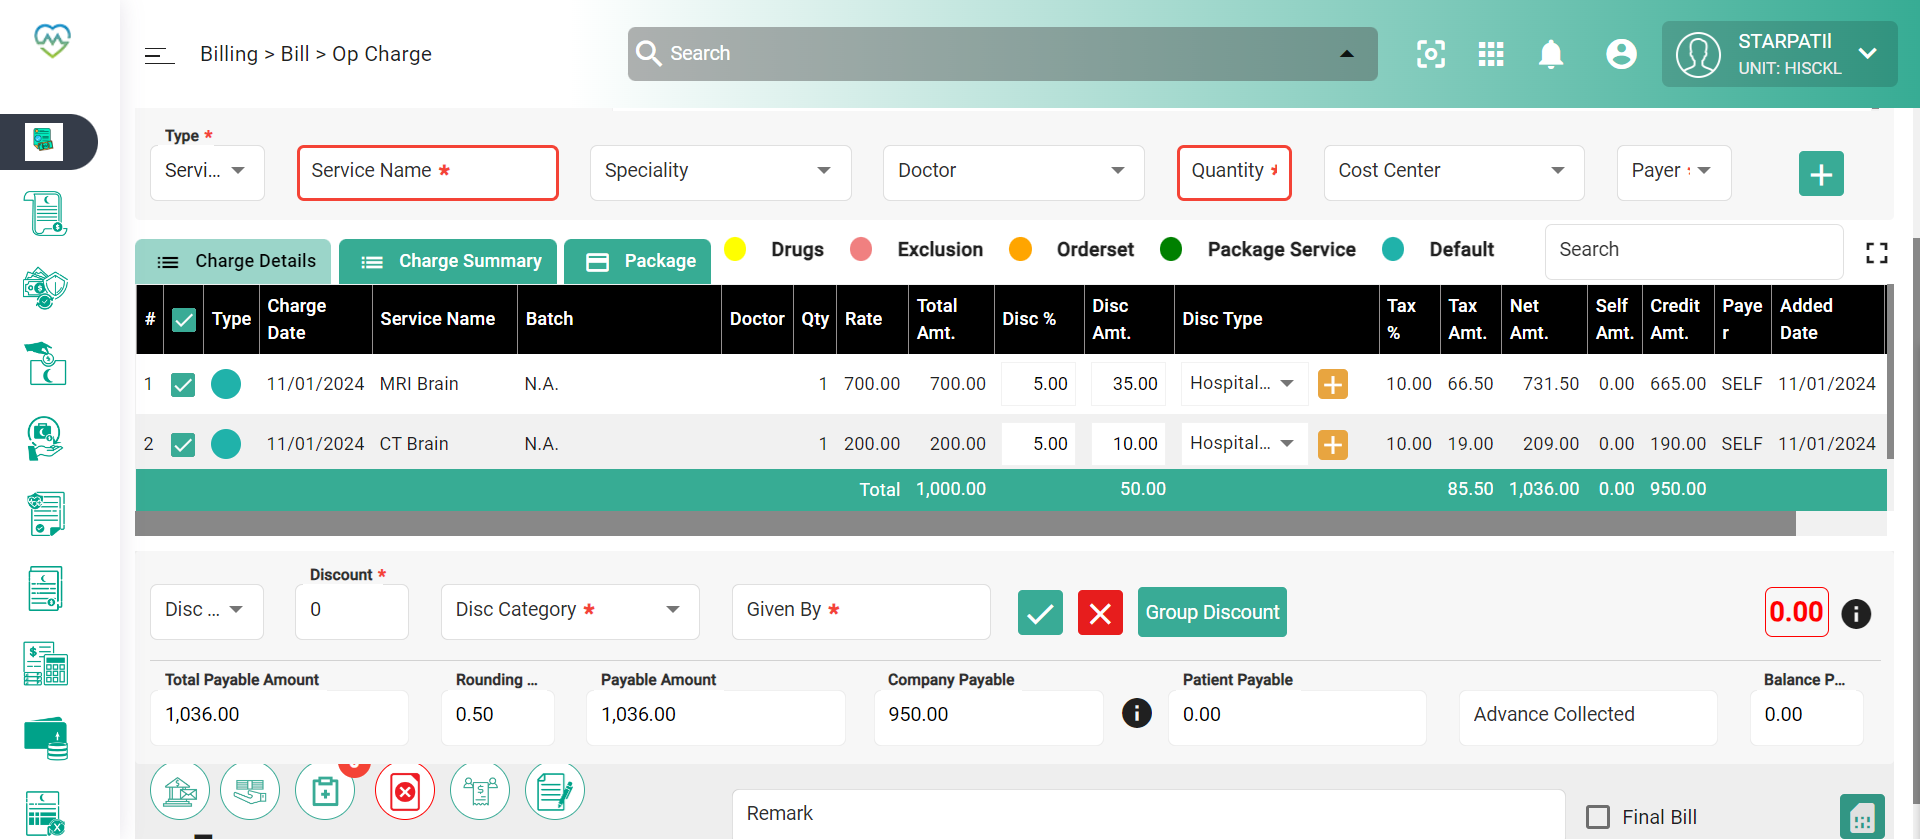 Billing > Bill > Op Charge
Search
STARPATIl
UNIT: HISCKL
Type *
Servi...
Service Name *
Speciality
Doctor
Quantity *
Cost Center
Payer
Charge Details
Charge Summary
Package
Drugs
Exclusion
Orderset
Package Service
Default
Search
# Type Charge Date Service Name Batch Doctor Qty Rate Total Amt. Disc % Disc Amt. Disc Type Tax % Tax Amt. Net Amt. Self Amt. Credit Amt. Payer Added Date
1 11/01/2024 MRI Brain N.A. 1 700.00 700.00 5.00 35.00 Hospital... 10.00 66.50 731.50 0.00 665.00 SELF 11/01/2024
2 11/01/2024 CT Brain N.A. 1 200.00 200.00 5.00 10.00 Hospital... 10.00 19.00 209.00 0.00 190.00 SELF 11/01/2024
Total 1,000.00 50.00 85.50 1,036.00 0.00 950.00
Disc ...
Discount *
0
Disc Category *
Given By *
Group Discount
0.00
Total Payable Amount
1,036.00
Rounding ...
0.50
Payable Amount
1,036.00
Company Payable
950.00
Patient Payable
0.00
Advance Collected
Balance P...
0.00
Remark
Final Bill